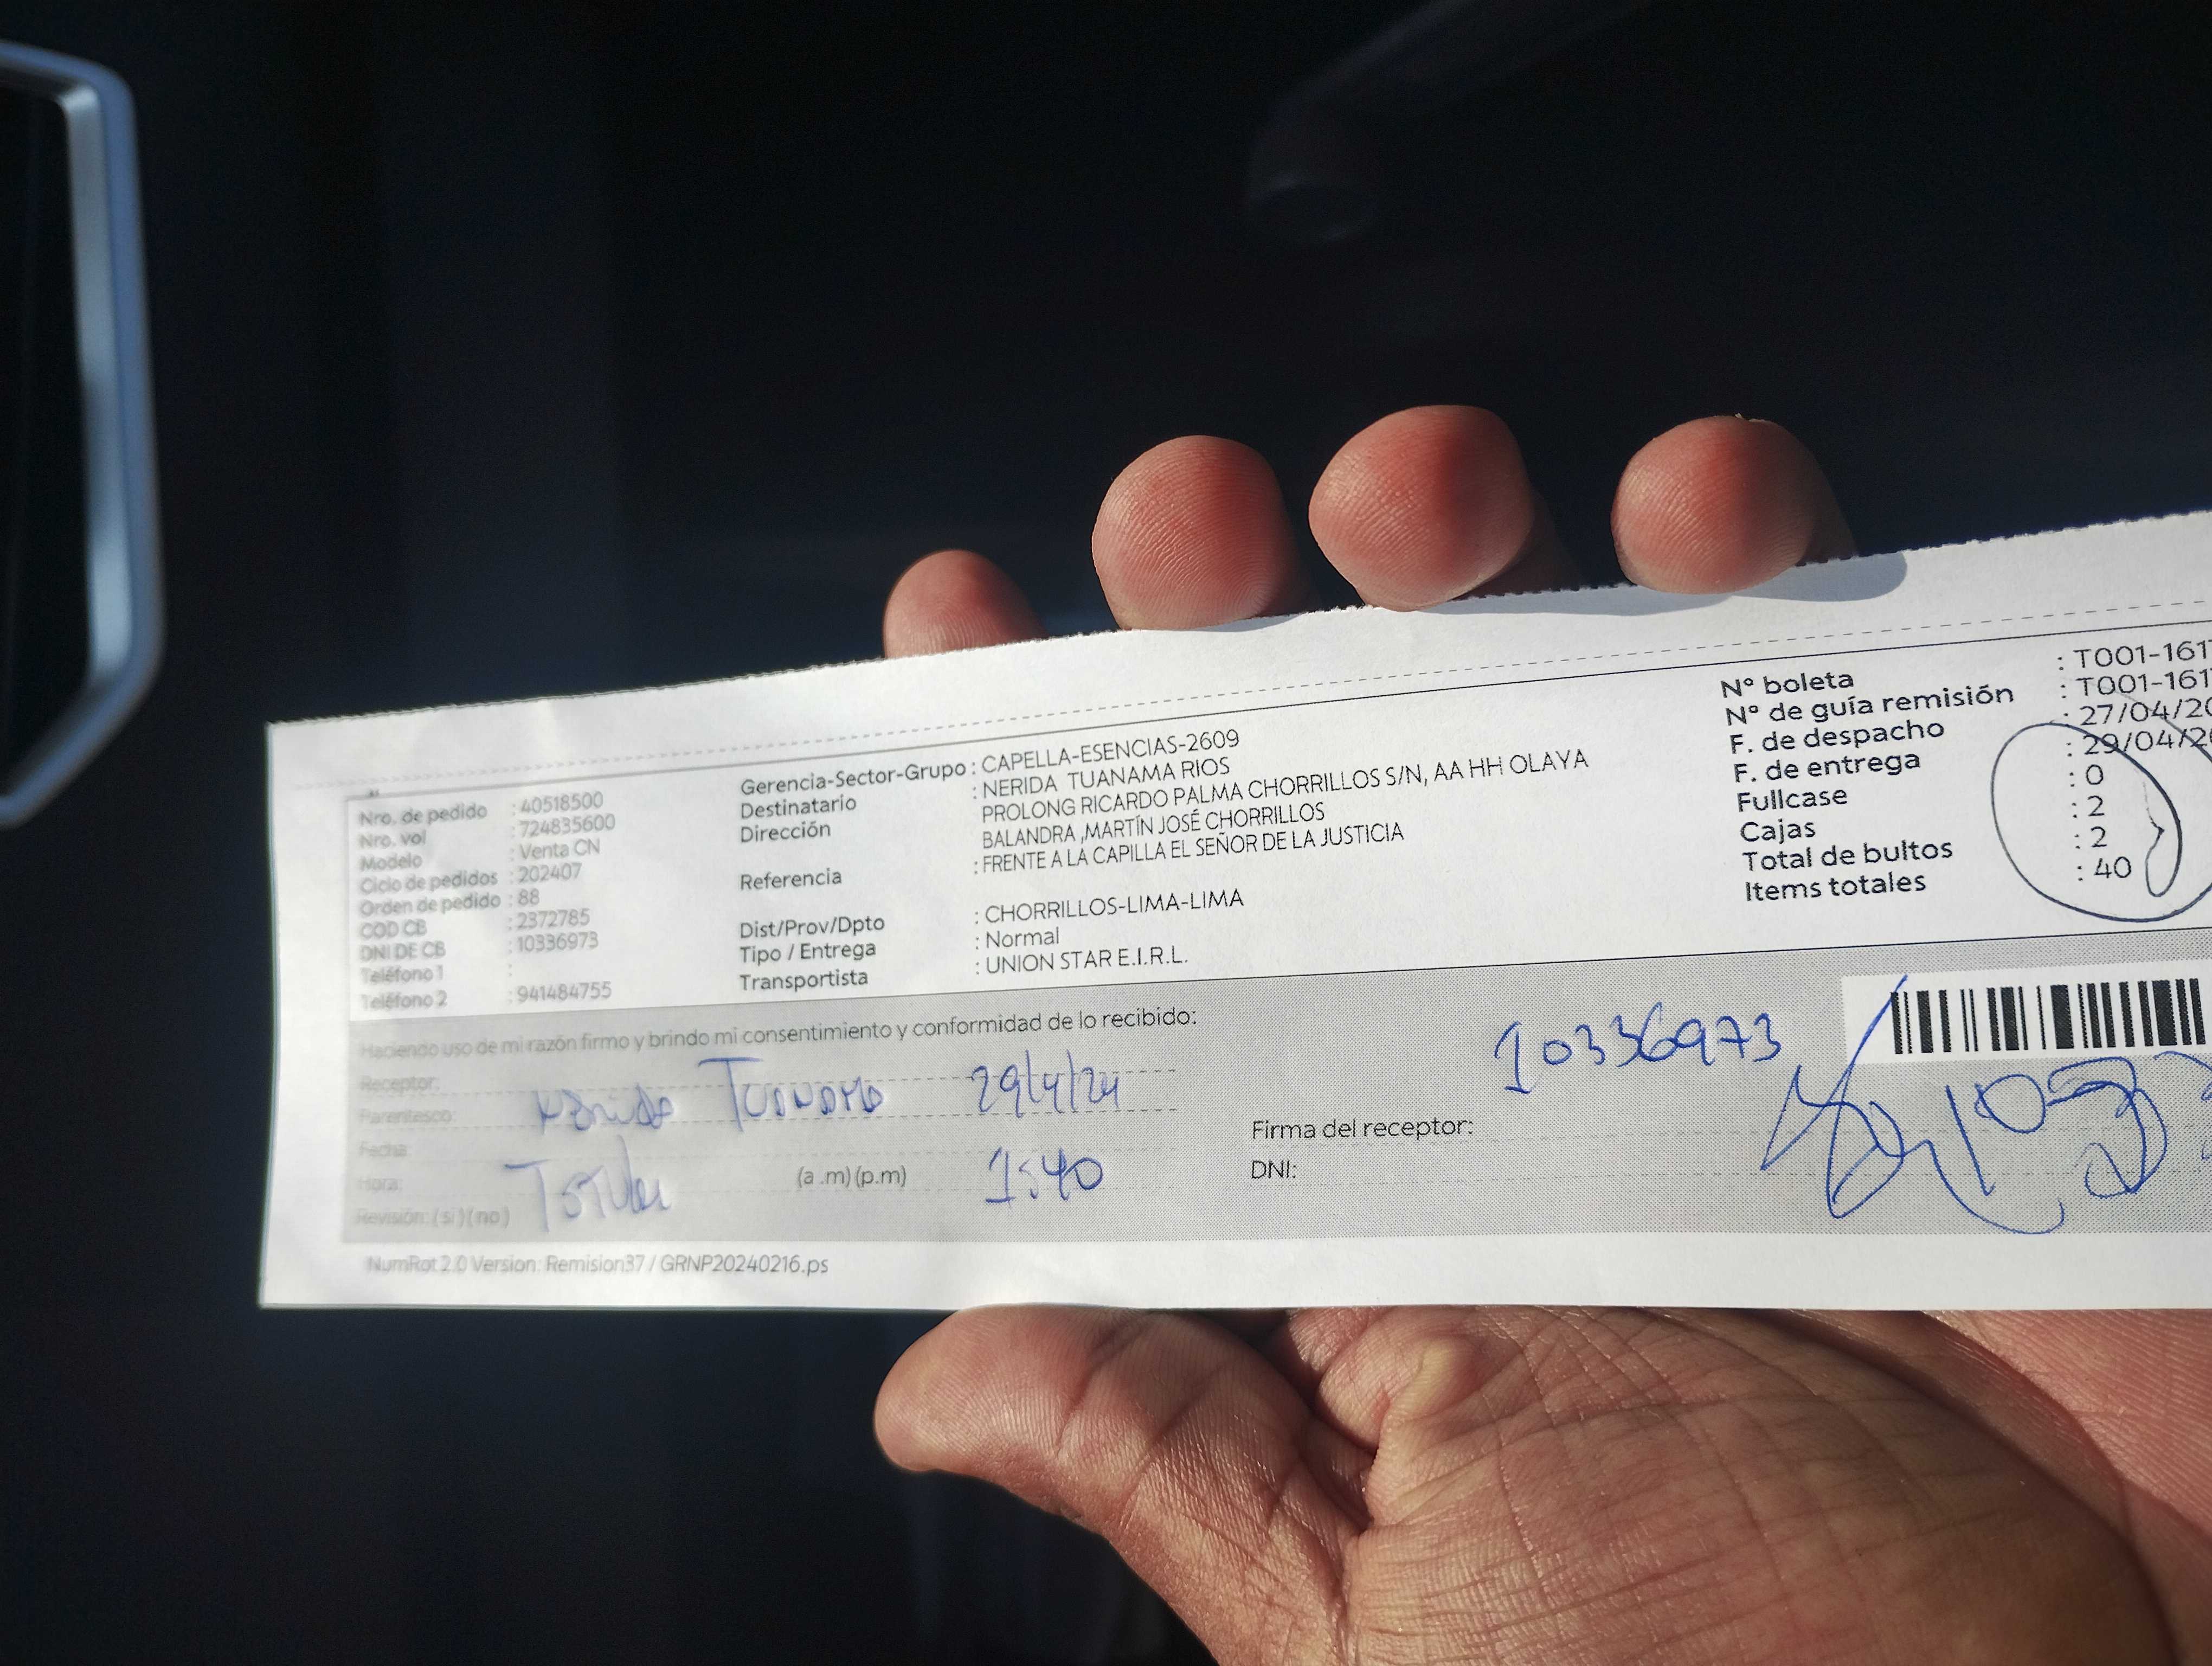 Nro. de pedido : 40518500
Nro. vol : 724835600
Modelo : Venta CN
Ciclo de pedidos : 202407
Orden de pedido : 88
COD CB : 2372785
DNI DE CB : 10336973
Teléfono 1 :
Teléfono 2 : 941484755
Gerencia-Sector-Grupo : CAPELLA-ESENCIAS-2609
Destinatario : NERIDA TUANAMA RIOS
Dirección PROLONG RICARDO PALMA CHORRILLOS S/N, AA HH OLAYA
BALANDRA ,MARTÍN JOSÉ CHORRILLOS
Referencia : FRENTE A LA CAPILLA EL SEÑOR DE LA JUSTICIA
Dist/Prov/Dpto : CHORRILLOS-LIMA-LIMA
Tipo / Entrega : Normal
Transportista : UNION STAR E.I.R.L.
N° boleta : T001-161
N° de guía remisión : T001-161
F. de despacho : 27/04/20
F. de entrega : 29/04/2
Fullcase : 0
Cajas : 2
Total de bultos : 2
Items totales : 40
Haciendo uso de mi razón firmo y brindo mi consentimiento y conformidad de lo recibido:
Receptor:
Parentesco: Tuanama 29/4/24
Fecha:
Hora: (a .m) (p.m) 1540
Revisión: ( si ) ( no )
10336973
Firma del receptor:
DNI:
NumRot 2.0 Version: Remision37 / GRNP20240216.ps